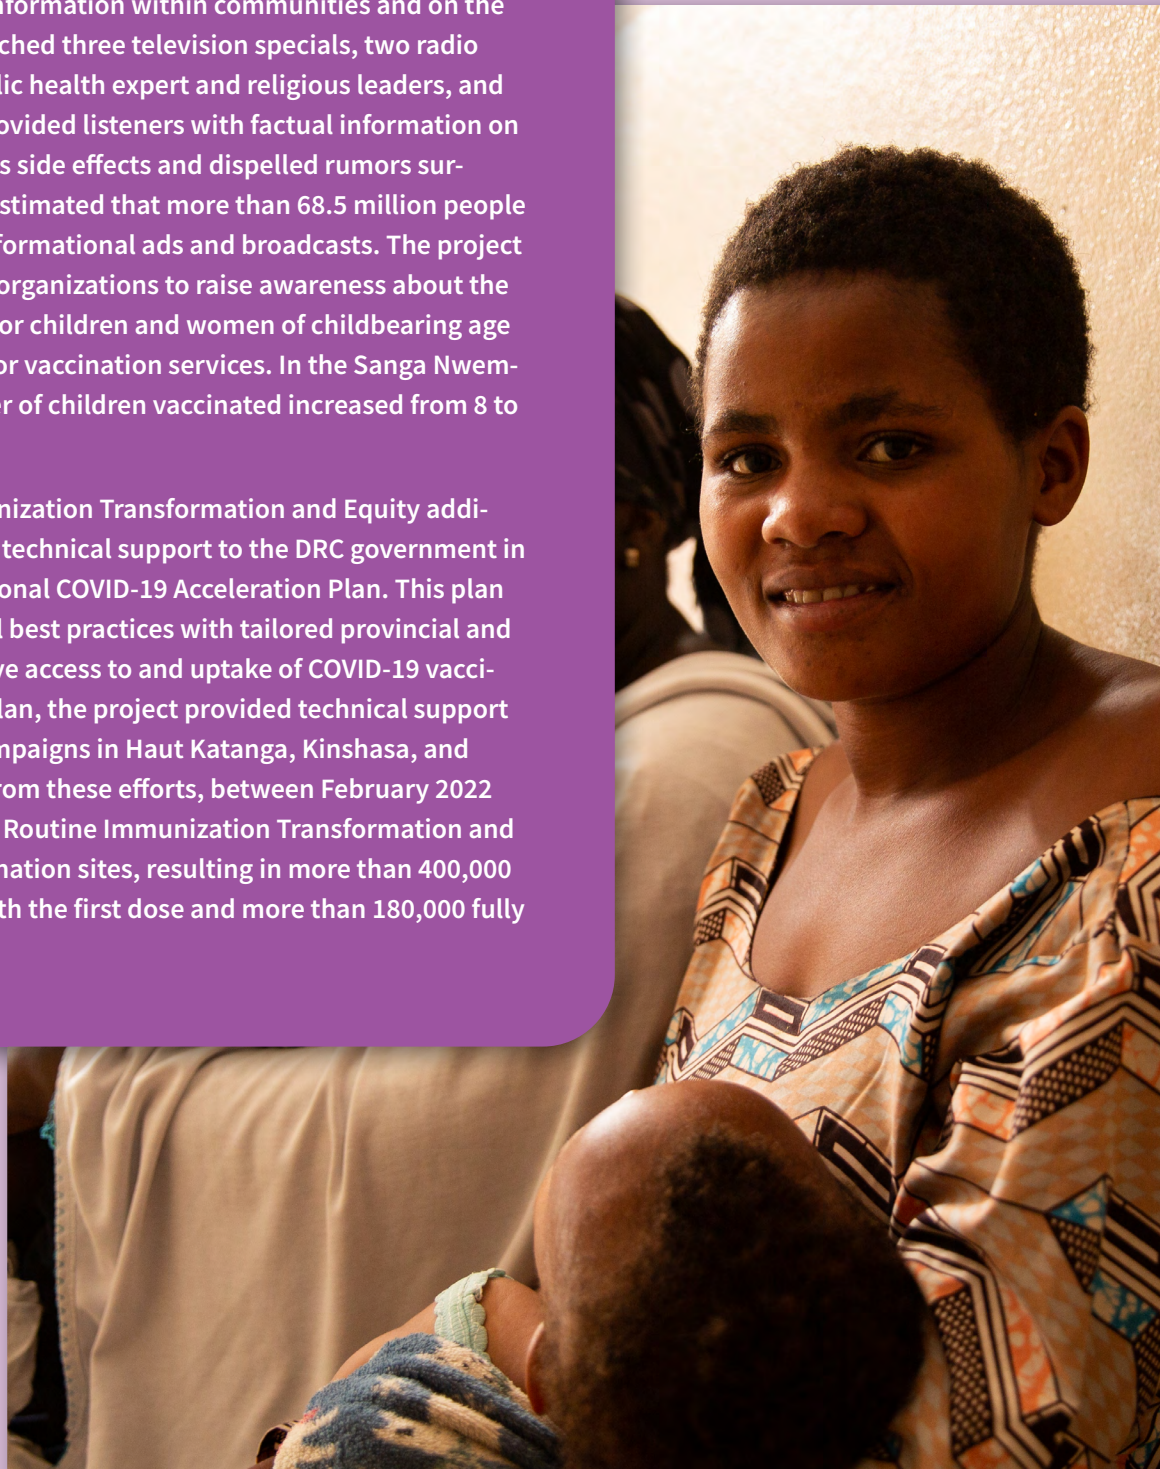 information within communities and on the
ched three television specials, two radio
lic health expert and religious leaders, and
ovided listeners with factual information on
s side effects and dispelled rumors sur-
stimated that more than 68.5 million people
formational ads and broadcasts. The project
organizations to raise awareness about the
or children and women of childbearing age
or vaccination services. In the Sanga Nwem-
er of children vaccinated increased from 8 to
nization Transformation and Equity addi-
technical support to the DRC government in
onal COVID-19 Acceleration Plan. This plan
l best practices with tailored provincial and
ve access to and uptake of COVID-19 vacci-
lan, the project provided technical support
mpaigns in Haut Katanga, Kinshasa, and
rom these efforts, between February 2022
Routine Immunization Transformation and
nation sites, resulting in more than 400,000
th the first dose and more than 180,000 fully